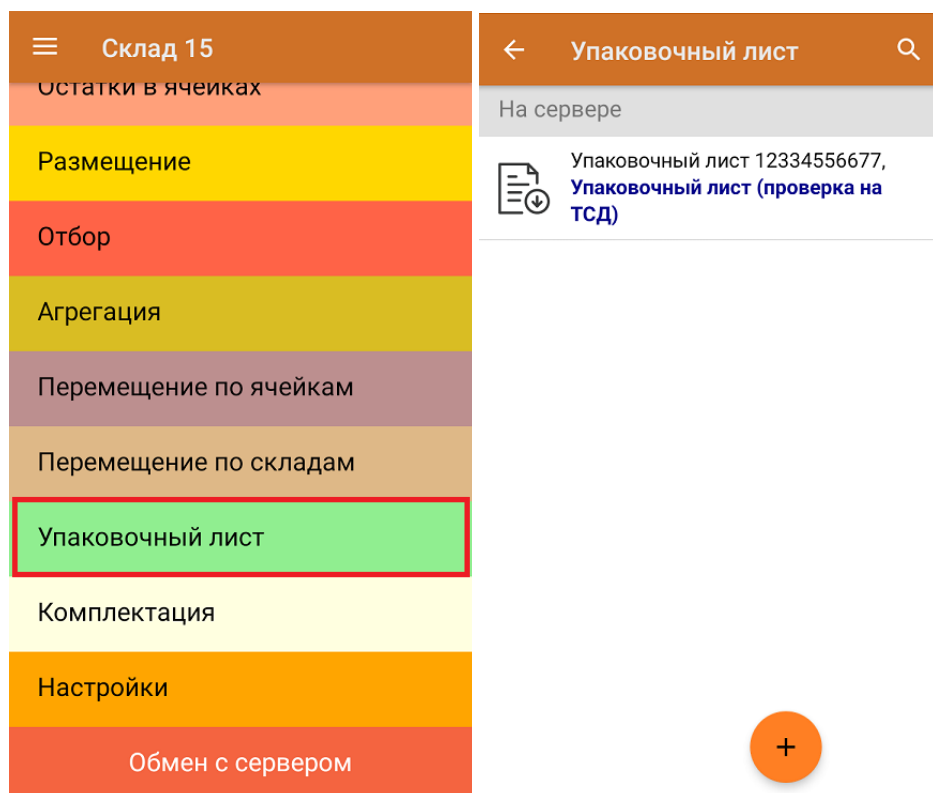 Склад 15
Остатки в ячейках
Размещение
Отбор
Агрегация
Перемещение по ячейкам
Перемещение по складам
Упаковочный лист
Комплектация
Настройки
Обмен с сервером
Упаковочный лист
На сервере
Упаковочный лист 12334556677,
Упаковочный лист (проверка на
ТСД)
+